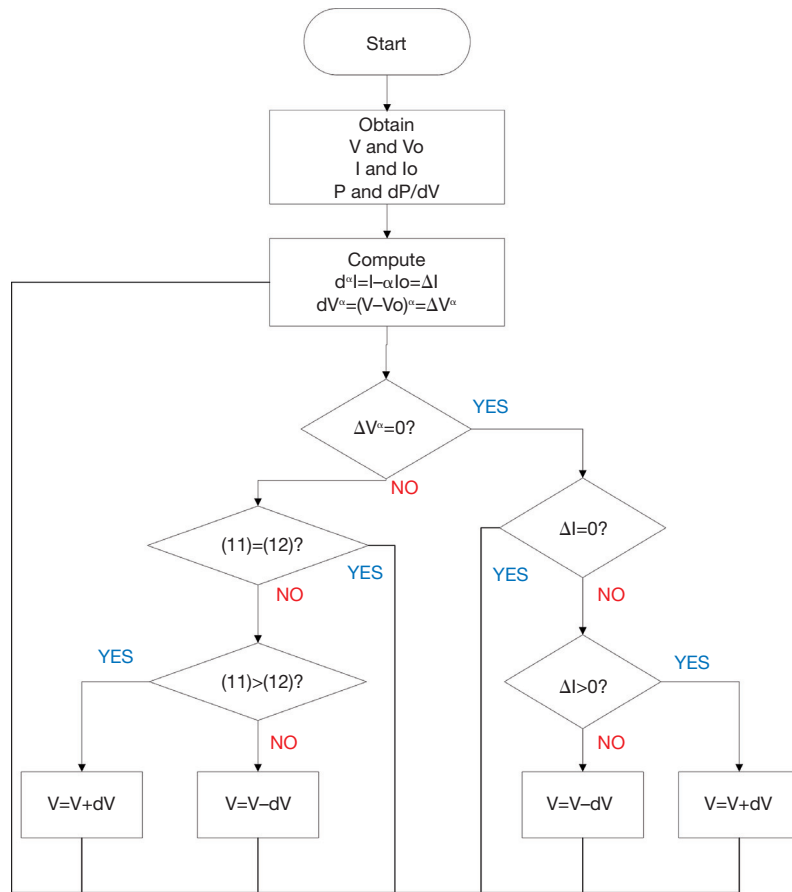 Start
Obtain
V and Vo
I and Io
P and dP/dV
Compute
dᵅI=I–αIo=ΔI
dVᵅ=(V–Vo)ᵅ=ΔVᵅ
YES
ΔVᵅ=0?
NO
(11)=(12)?
YES
NO
ΔI=0?
YES
NO
YES
(11)>(12)?
NO
YES
ΔI>0?
NO
V=V+dV
V=V–dV
V=V–dV
V=V+dV